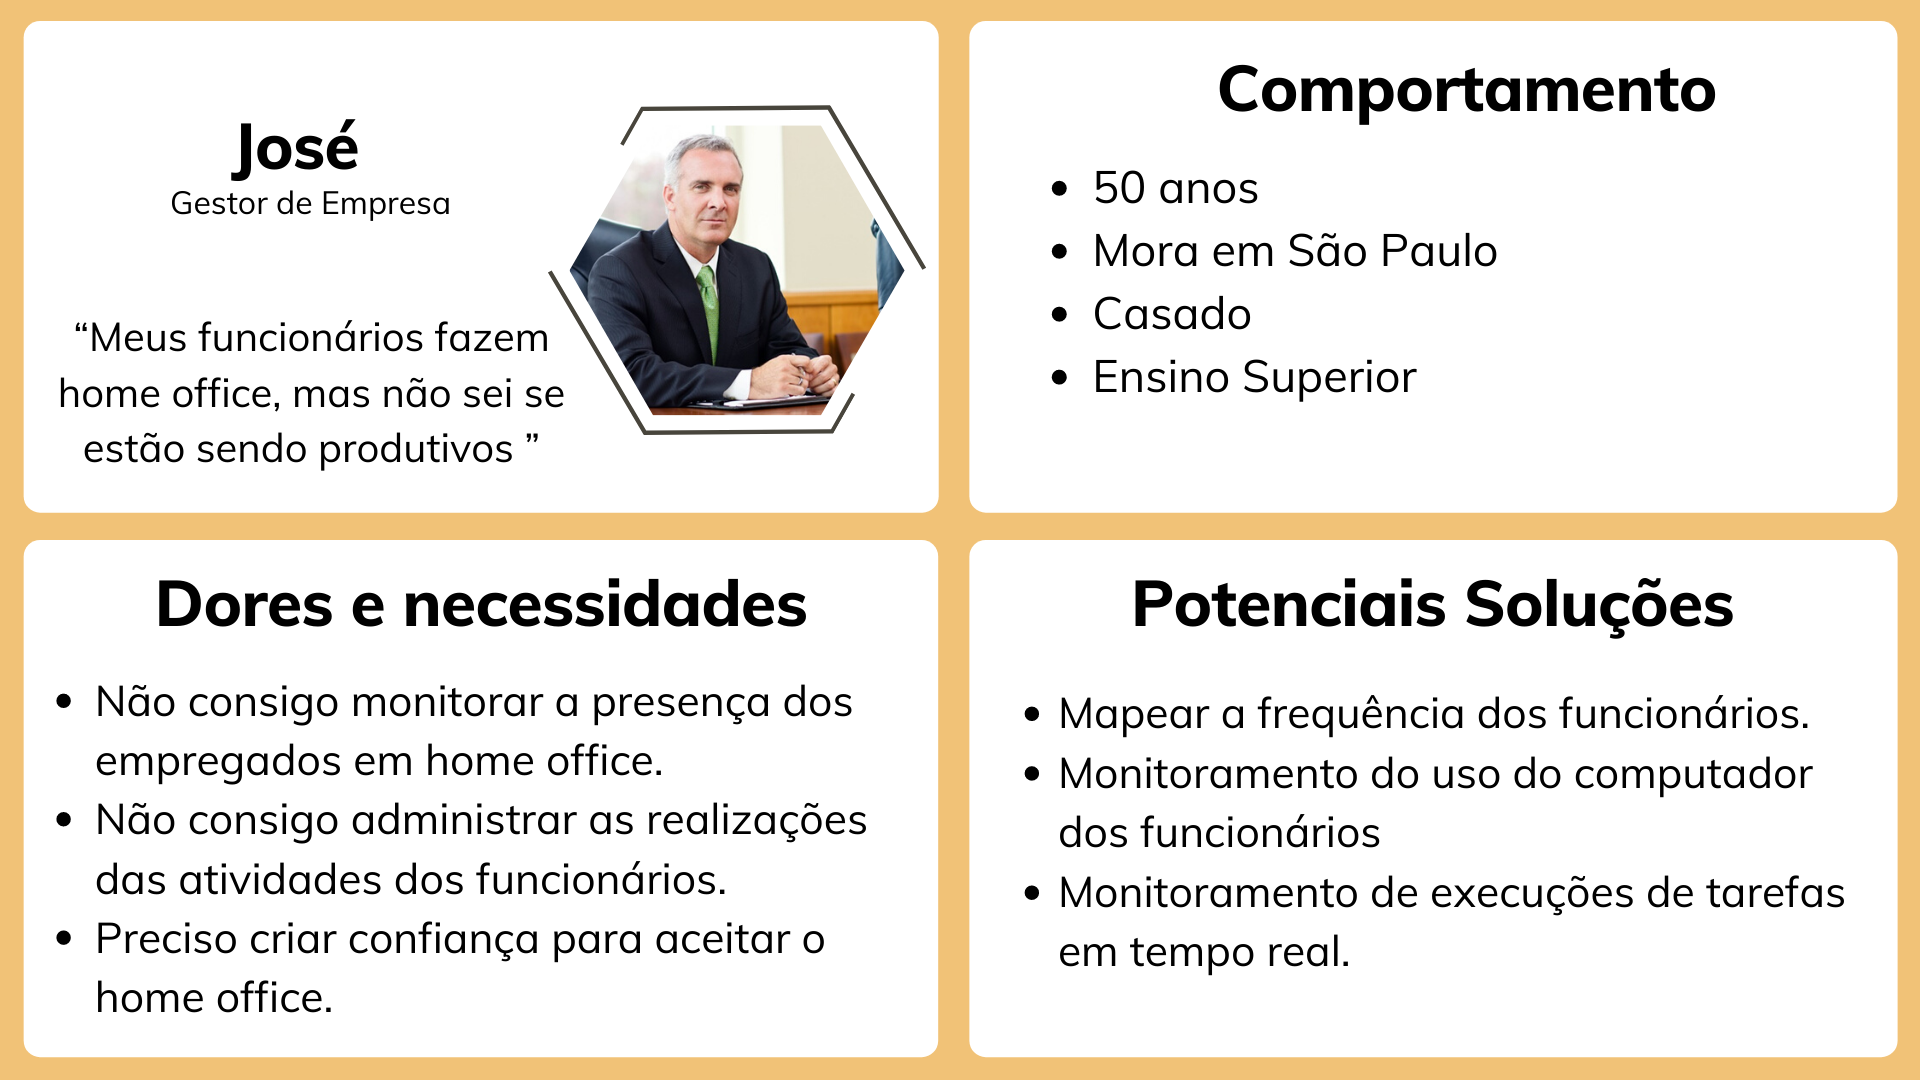 José
Gestor de Empresa
“Meus funcionários fazem
home office, mas não sei se
estão sendo produtivos ”
Comportamento
• 50 anos
• Mora em São Paulo
• Casado
• Ensino Superior
Dores e necessidades
• Não consigo monitorar a presença dos
empregados em home office.
• Não consigo administrar as realizações
das atividades dos funcionários.
• Preciso criar confiança para aceitar o
home office.
Potenciais Soluções
• Mapear a frequência dos funcionários.
• Monitoramento do uso do computador
dos funcionários
• Monitoramento de execuções de tarefas
em tempo real.